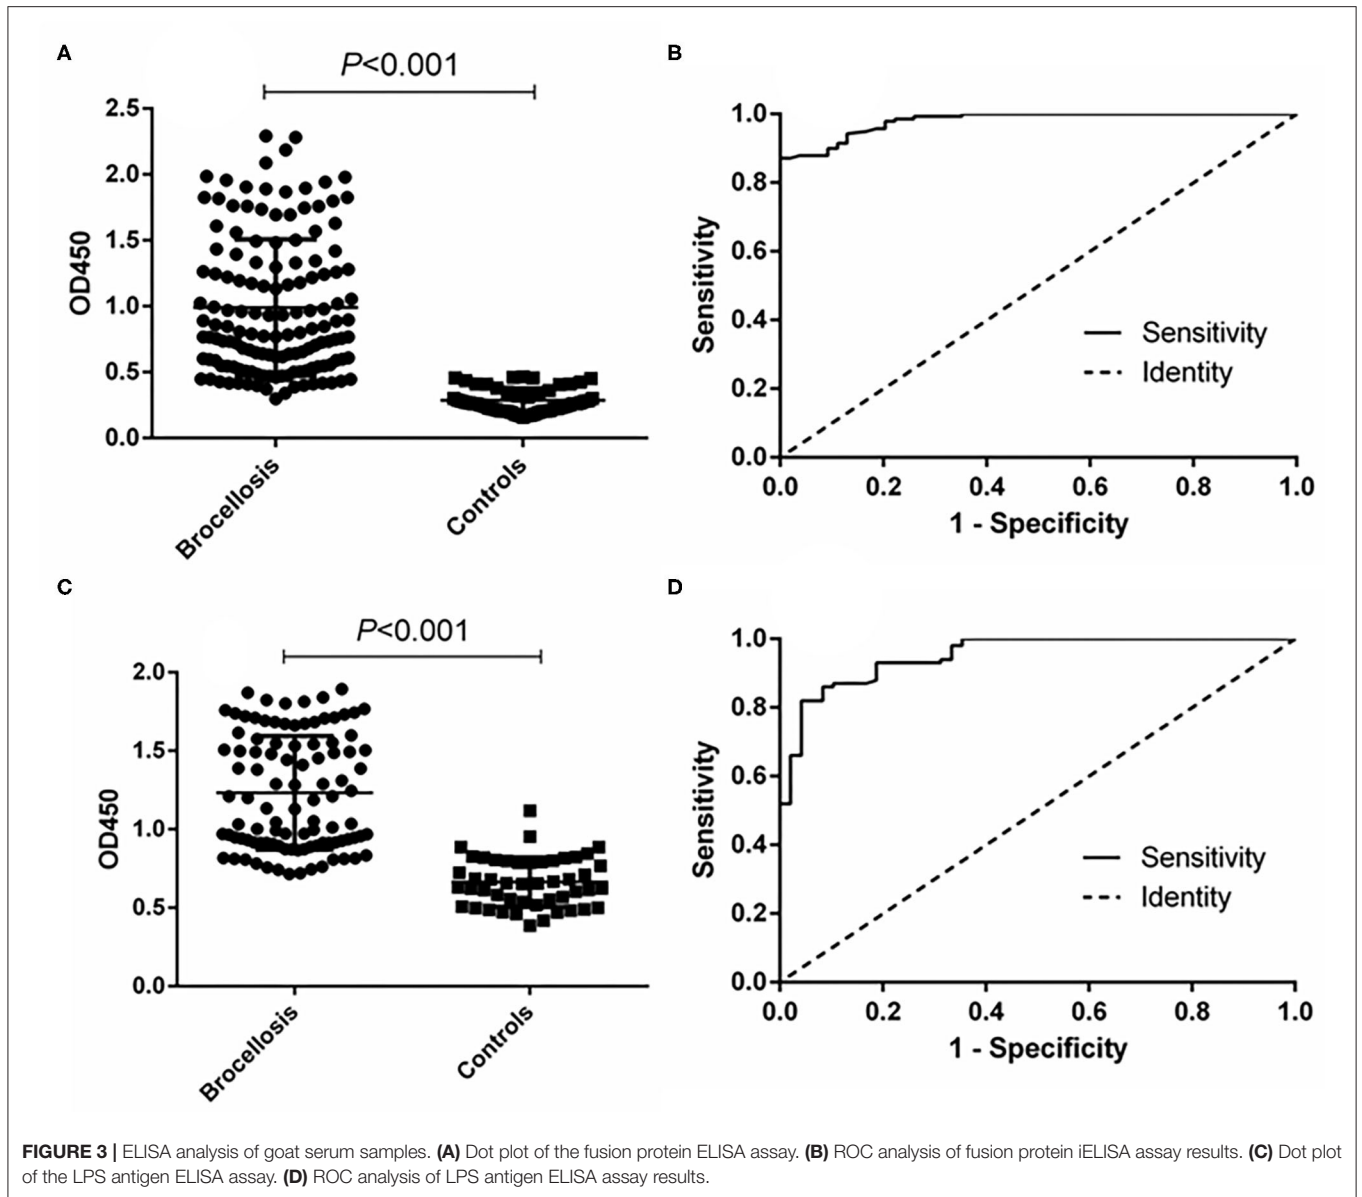 A
P<0.001
2.5
2.0
1.5
1.0
0.5
0.0
OD450
Brocellosis
Controls
B
1.0
0.8
0.6
0.4
0.2
0.0
Sensitivity
Sensitivity
Identity
0.0 0.2 0.4 0.6 0.8 1.0
1 - Specificity
C
P<0.001
2.0
1.5
1.0
0.5
0.0
OD450
Brocellosis
Controls
D
1.0
0.8
0.6
0.4
0.2
0.0
Sensitivity
Sensitivity
Identity
0.0 0.2 0.4 0.6 0.8 1.0
1 - Specificity
FIGURE 3 | ELISA analysis of goat serum samples. (A) Dot plot of the fusion protein ELISA assay. (B) ROC analysis of fusion protein iELISA assay results. (C) Dot plot
of the LPS antigen ELISA assay. (D) ROC analysis of LPS antigen ELISA assay results.